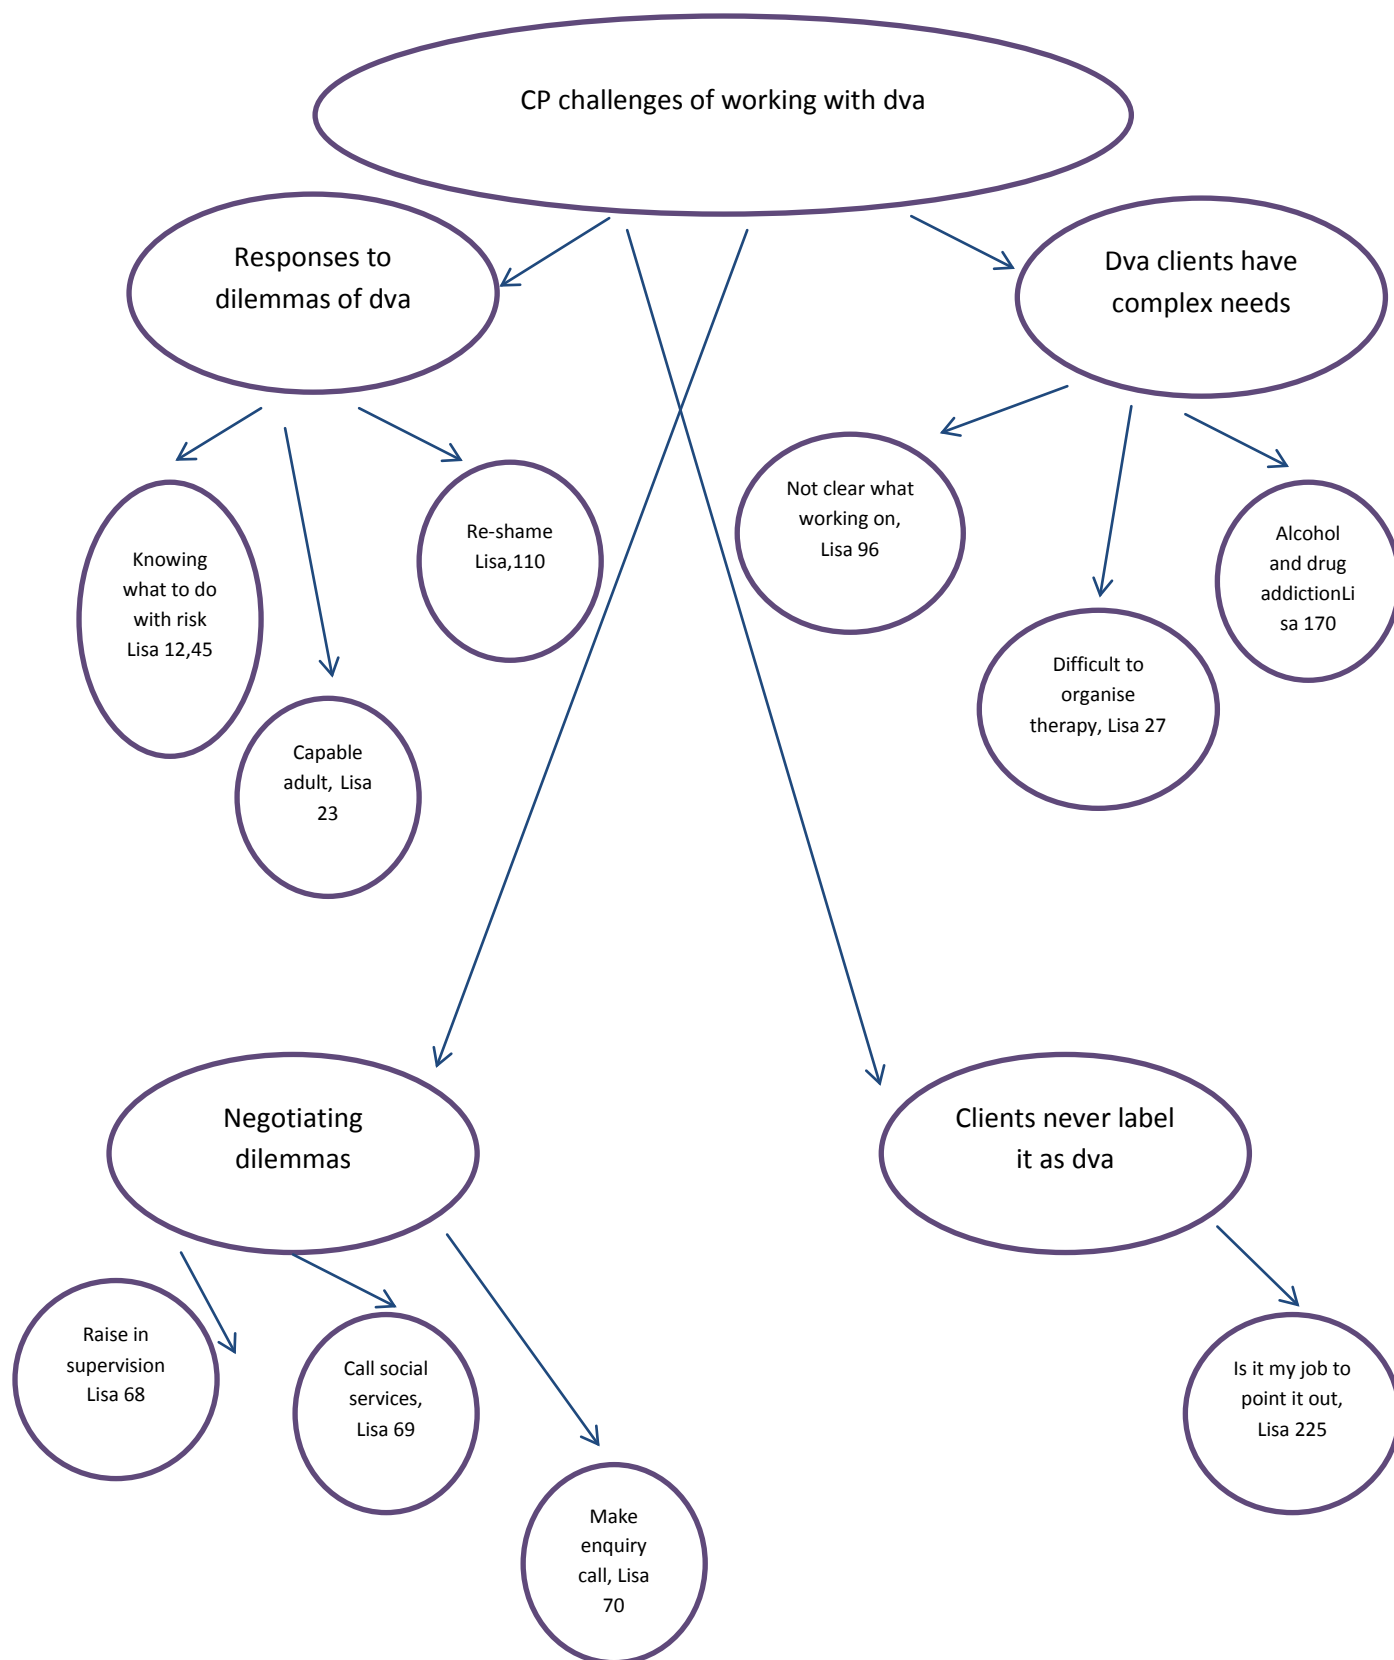 CP challenges of working with dva
Responses to
dilemmas of dva
Dva clients have
complex needs
Knowing
what to do
with risk
Lisa 12,45
Capable
adult, Lisa
23
Re-shame
Lisa,110
Not clear what
working on,
Lisa 96
Difficult to
organise
therapy, Lisa 27
Alcohol
and drug
addictionLi
sa 170
Negotiating
dilemmas
Clients never label
it as dva
Raise in
supervision
Lisa 68
Call social
services,
Lisa 69
Make
enquiry
call, Lisa
70
Is it my job to
point it out,
Lisa 225